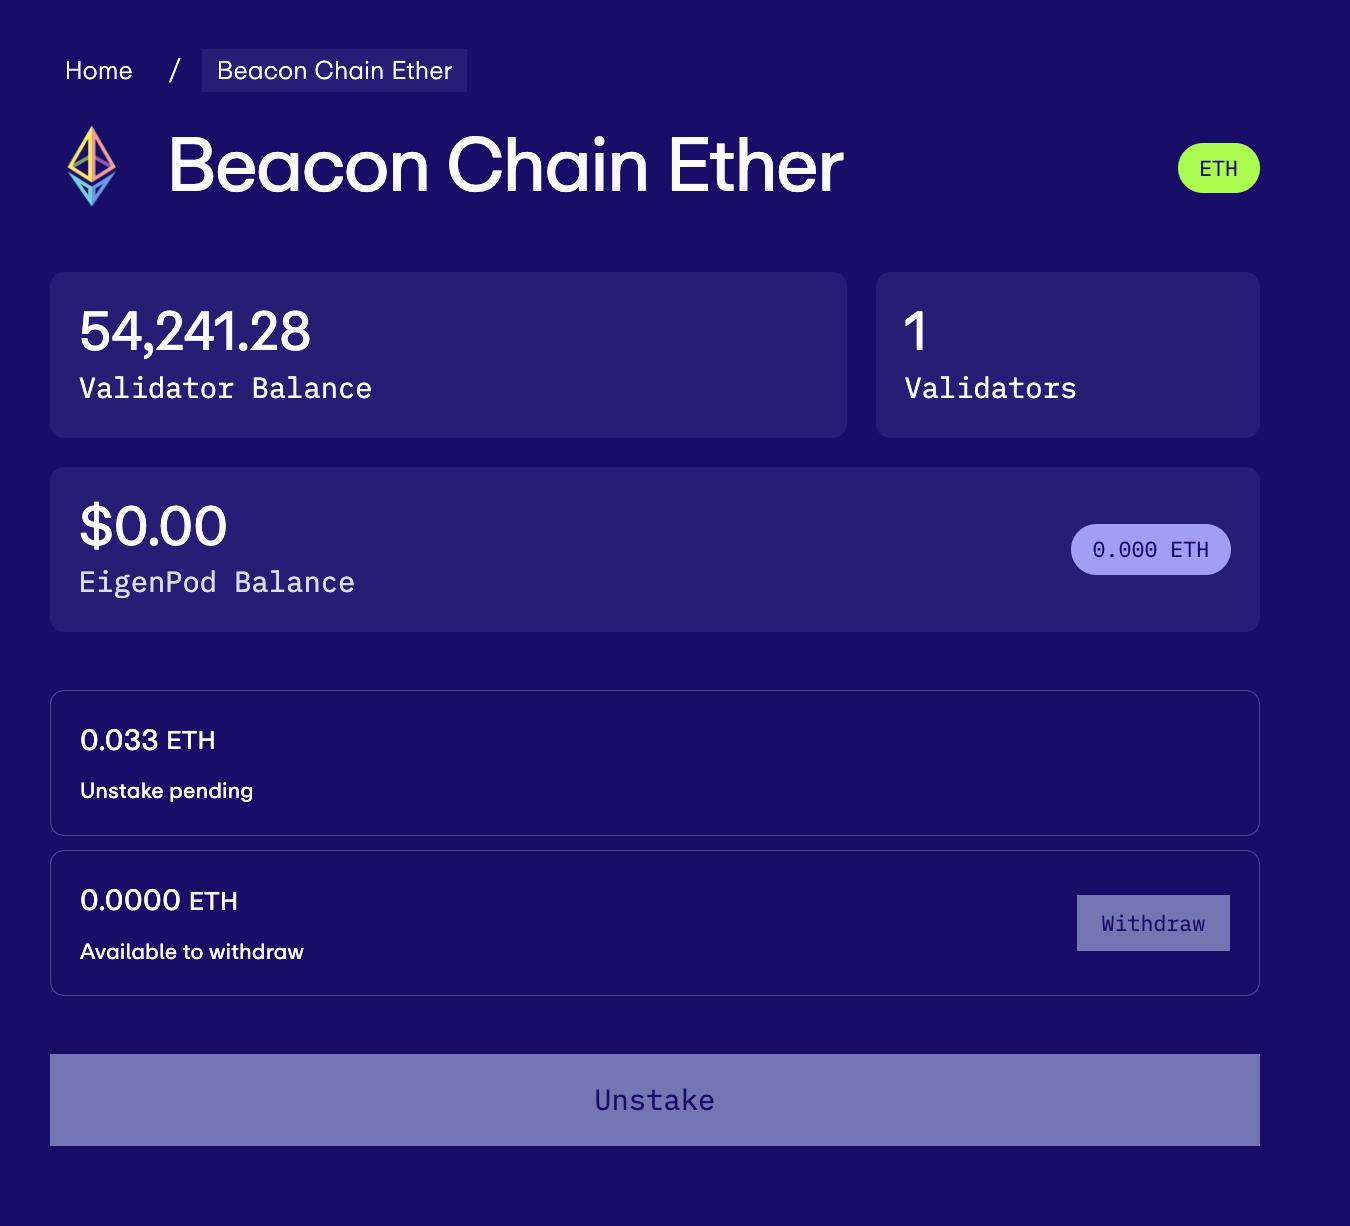 Home / Beacon Chain Ether
Beacon Chain Ether
ETH
54,241.28
Validator Balance
1
Validators
$0.00
EigenPod Balance
0.000 ETH
0.033 ETH
Unstake pending
0.0000 ETH
Available to withdraw
Withdraw
Unstake